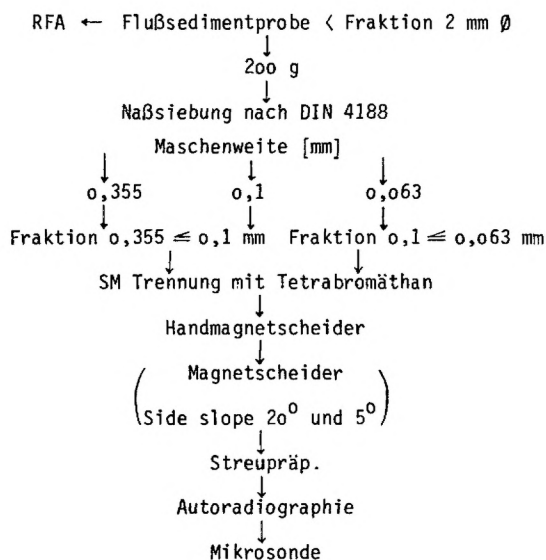 RFA ← Flußsedimentprobe < Fraktion 2 mm Ø
2oo g
Naßsiebung nach DIN 4188
Maschenweite [mm]
o,355 o,1 o,o63
Fraktion o,355 ≤ o,1 mm Fraktion o,1 ≤ o,o63 mm
SM Trennung mit Tetrabromäthan
Handmagnetscheider
Magnetscheider
(Side slope 2o° und 5°)
Streupräp.
Autoradiographie
Mikrosonde